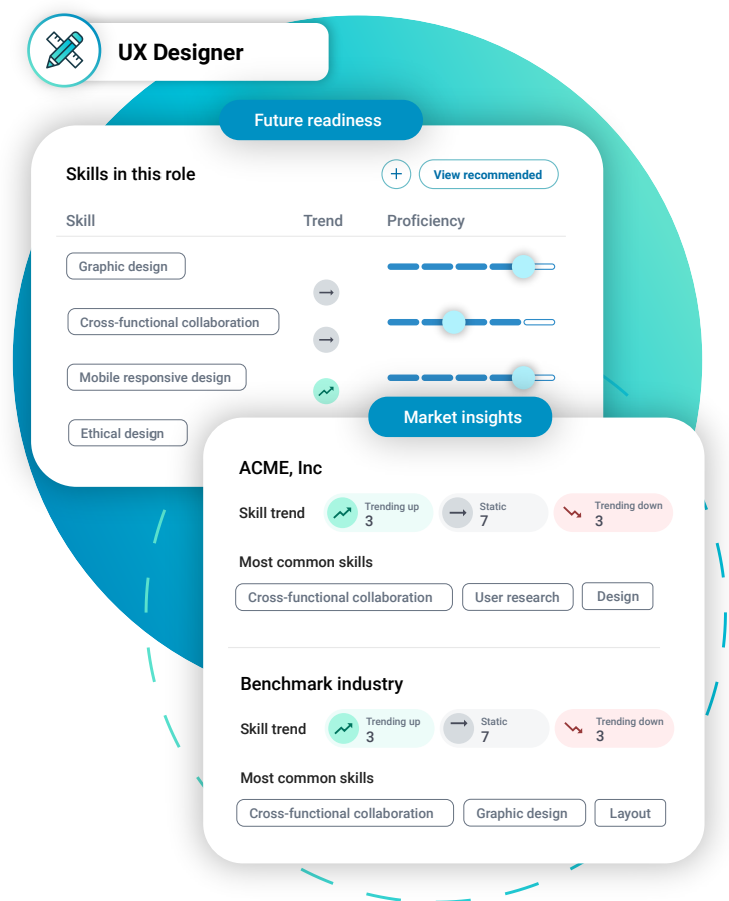 UX Designer
Future readiness
Skills in this role
View recommended
Skill Trend Proficiency
Graphic design
Cross-functional collaboration
Mobile responsive design
Ethical design
Market insights
ACME, Inc
Skill trend Trending up 3 Static 7 Trending down 3
Most common skills
Cross-functional collaboration User research Design
Benchmark industry
Skill trend Trending up 3 Static 7 Trending down 3
Most common skills
Cross-functional collaboration Graphic design Layout